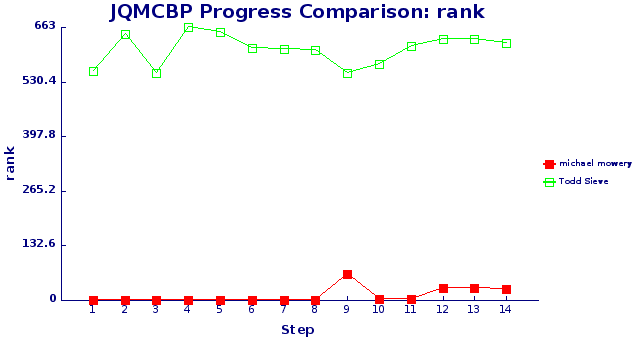 JQMCBP Progress Comparison: rank
663
530.4
397.8
265.2
132.6
0
rank
1 2 3 4 5 6 7 8 9 10 11 12 13 14
Step
michael mowery
Todd Sieve